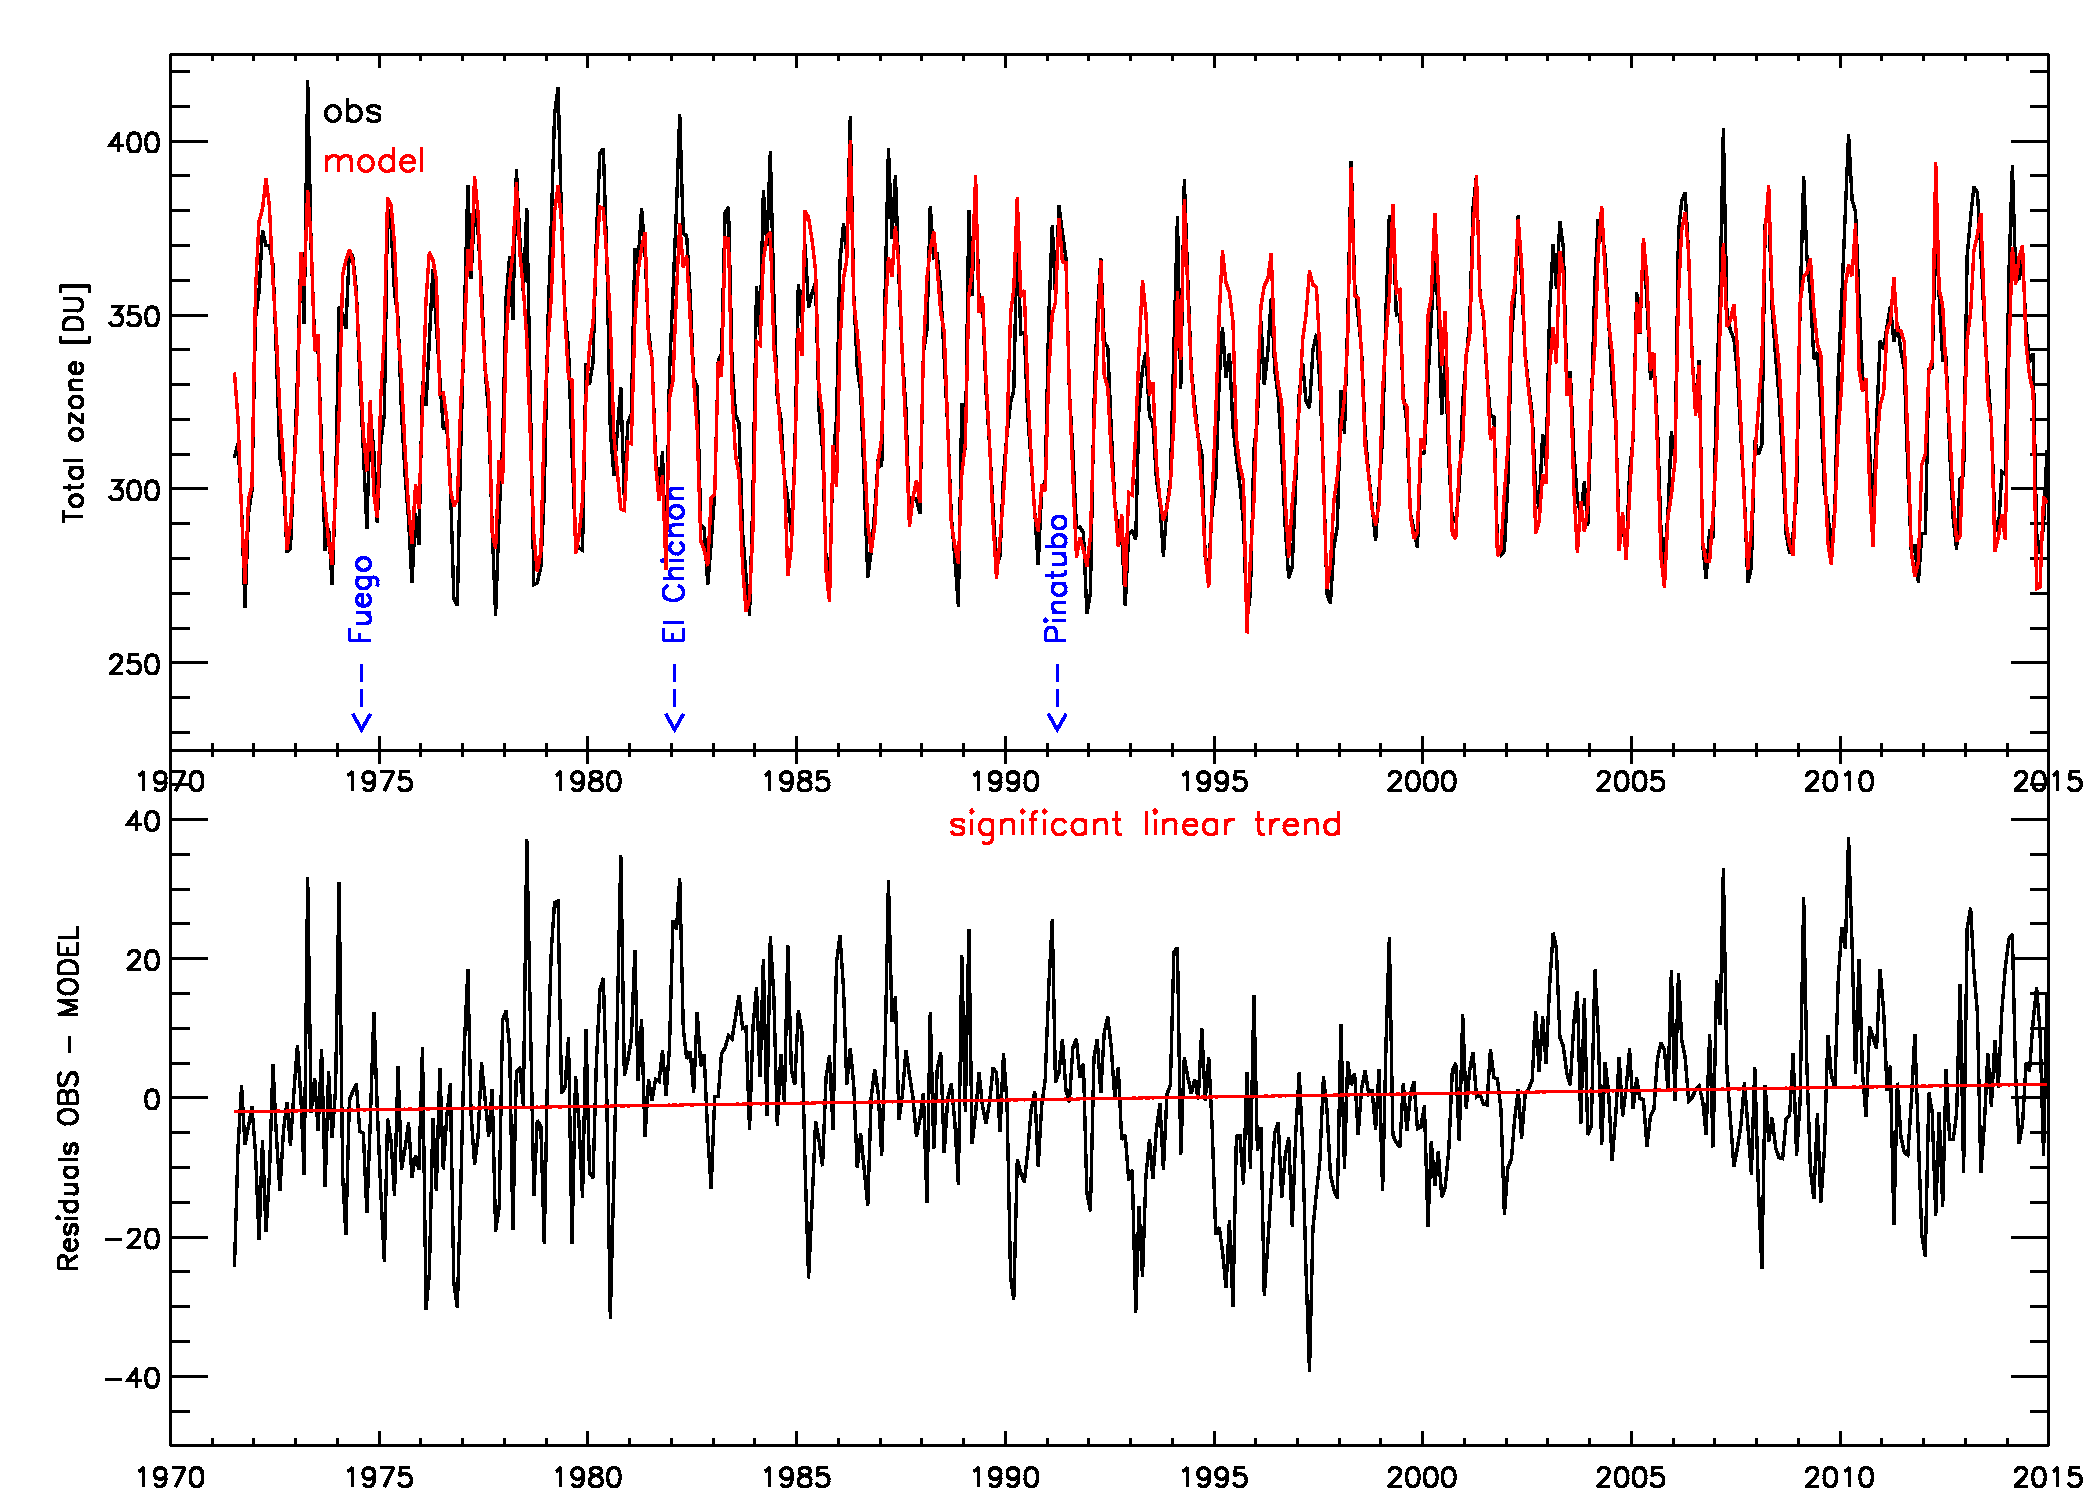 obs
model
400
350
300
250
Total ozone [DU]
Fuego
El Chichon
Pinatubo
1970 1975 1980 1985 1990 1995 2000 2005 2010 2015
significant linear trend
40
20
0
−20
−40
Residuals OBS − MODEL
1970 1975 1980 1985 1990 1995 2000 2005 2010 2015